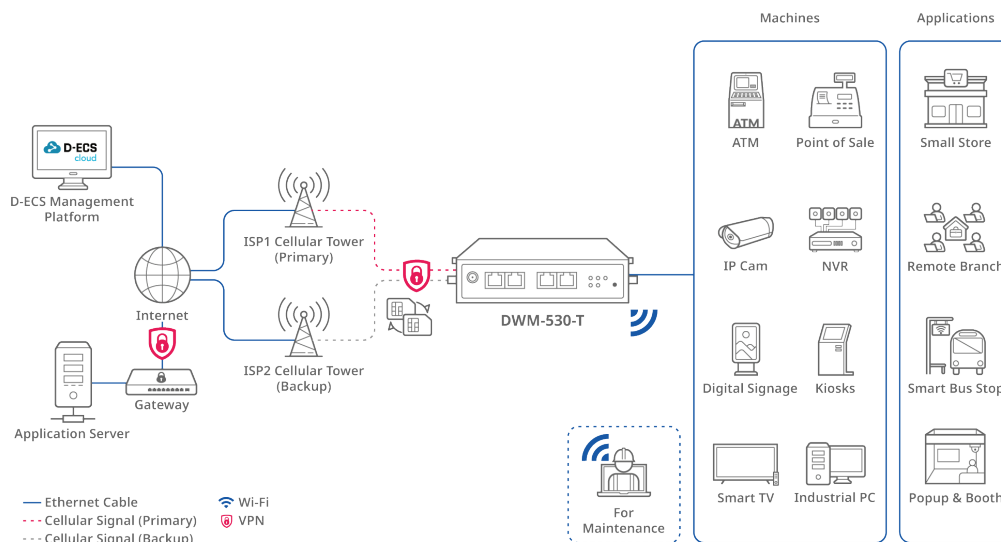 Machines
Applications
ATM
ATM
Point of Sale
Small Store
D-ECS
cloud
D-ECS Management
Platform
ISP1 Cellular Tower
(Primary)
IP Cam
NVR
Remote Branch
Internet
DWM-530-T
ISP2 Cellular Tower
(Backup)
Digital Signage
Kiosks
Smart Bus Stop
Gateway
Application Server
Smart TV
Industrial PC
Popup & Booth
For
Maintenance
Ethernet Cable
Wi-Fi
Cellular Signal (Primary)
VPN
Cellular Signal (Backup)